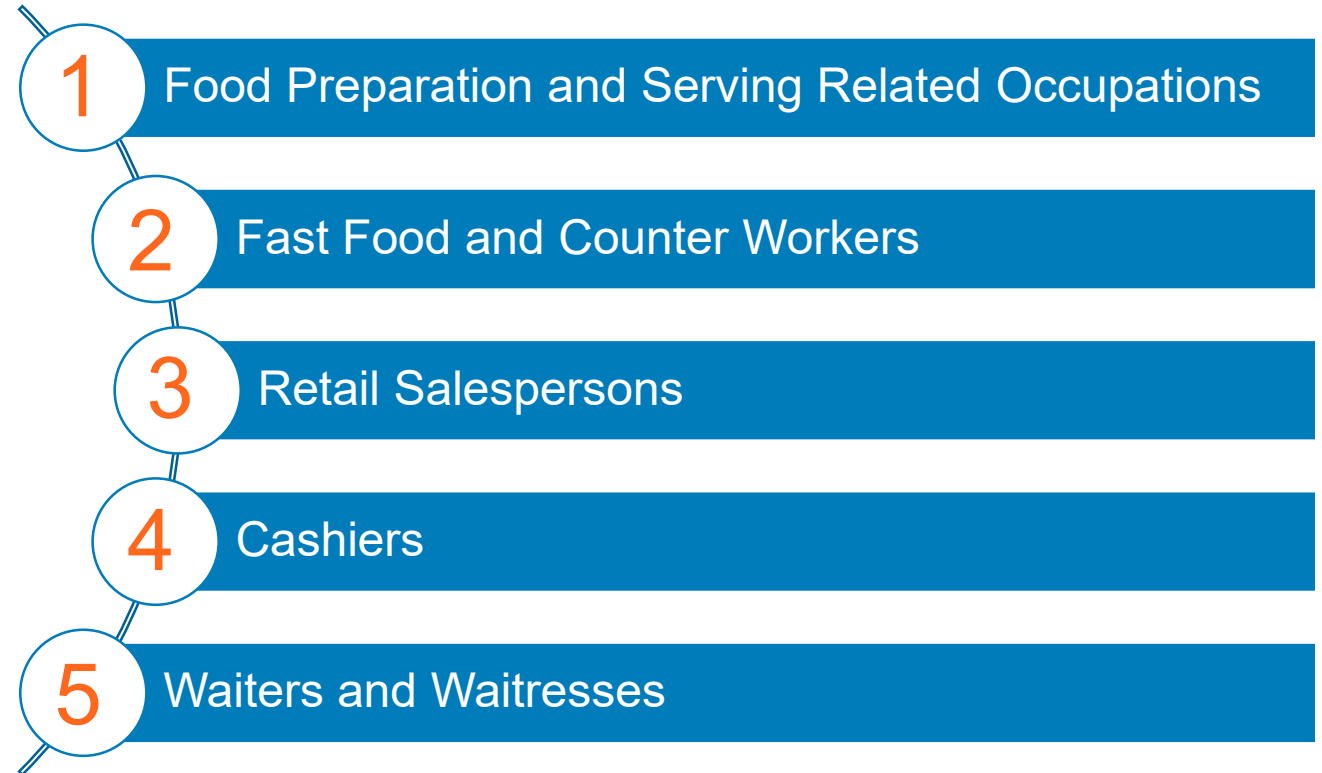 1 Food Preparation and Serving Related Occupations
2 Fast Food and Counter Workers
3 Retail Salespersons
4 Cashiers
5 Waiters and Waitresses